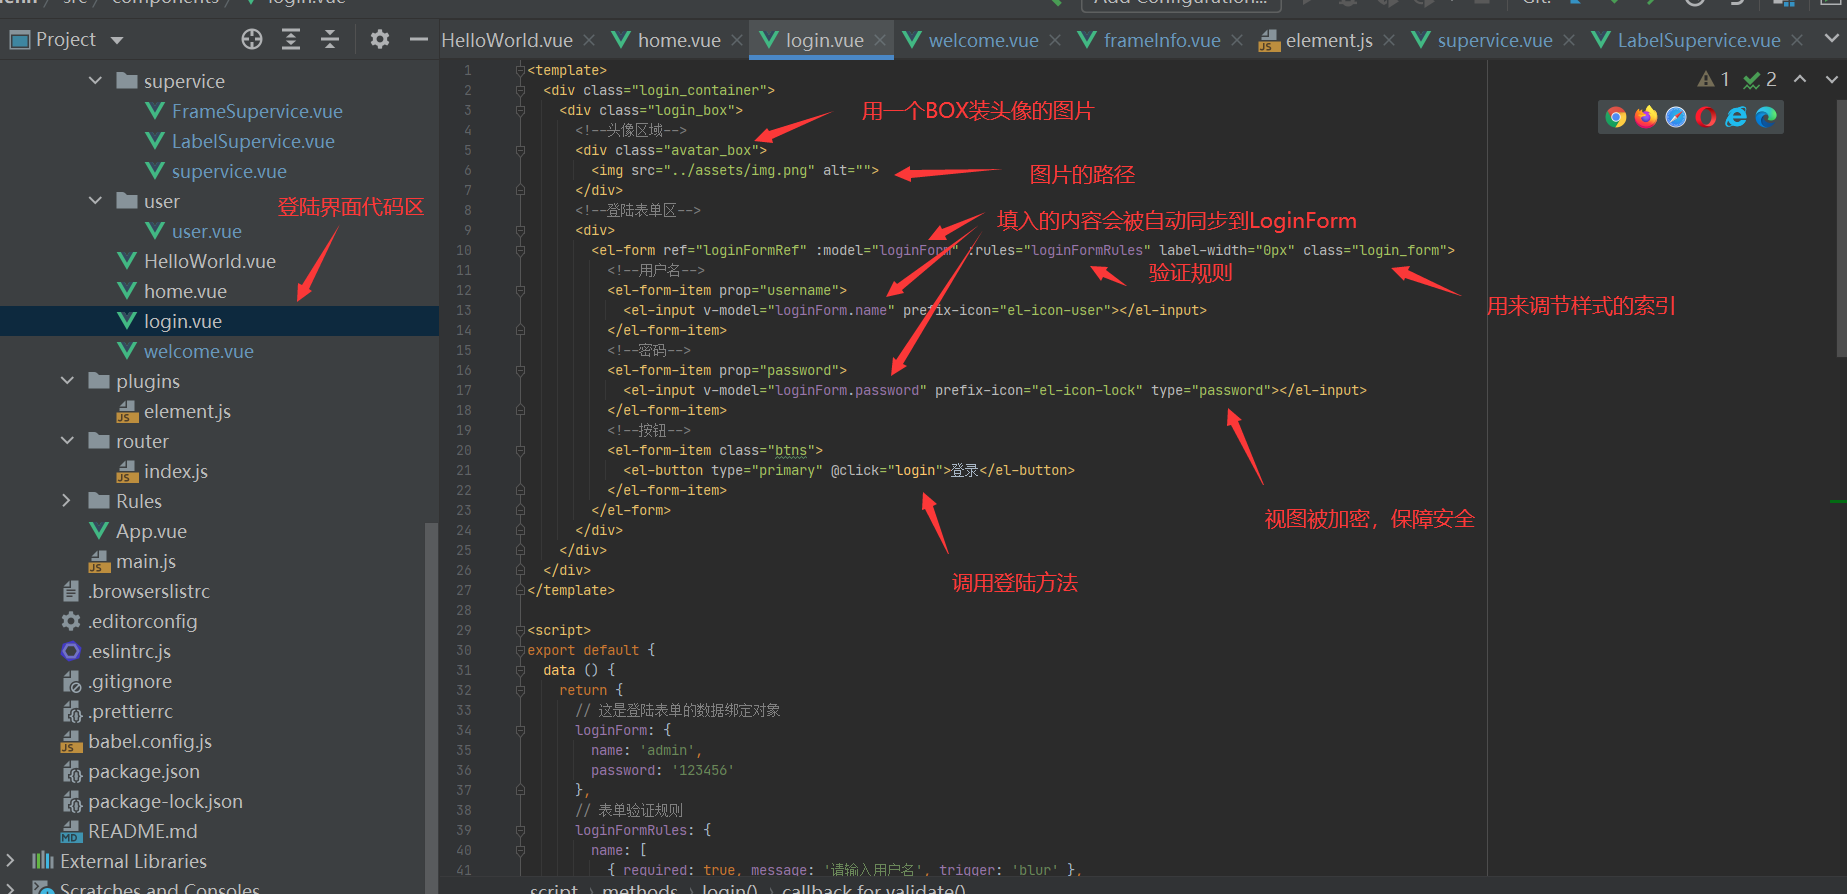 src
components
login.vue
Add Configuration...
Git:
Project
HelloWorld.vue
home.vue
login.vue
welcome.vue
frameInfo.vue
element.js
supervice.vue
LabelSupervice.vue
supervice
FrameSupervice.vue
LabelSupervice.vue
supervice.vue
user
user.vue
HelloWorld.vue
home.vue
login.vue
welcome.vue
plugins
element.js
router
index.js
Rules
App.vue
main.js
.browserslistrc
.editorconfig
.eslintrc.js
.gitignore
.prettierrc
babel.config.js
package.json
package-lock.json
README.md
External Libraries
Scratches and Consoles
登陆界面代码区
1 2
1 <template>
2 <div class="login_container">
3 <div class="login_box">
4 <!--头像区域-->
5 <div class="avatar_box">
6 <img src="../assets/img.png" alt="">
7 </div>
8 <!--登陆表单区-->
9 <div>
10 <el-form ref="loginFormRef" :model="loginForm" :rules="loginFormRules" label-width="0px" class="login_form">
11 <!--用户名-->
12 <el-form-item prop="username">
13 <el-input v-model="loginForm.name" prefix-icon="el-icon-user"></el-input>
14 </el-form-item>
15 <!--密码-->
16 <el-form-item prop="password">
17 <el-input v-model="loginForm.password" prefix-icon="el-icon-lock" type="password"></el-input>
18 </el-form-item>
19 <!--按钮-->
20 <el-form-item class="btns">
21 <el-button type="primary" @click="login">登录</el-button>
22 </el-form-item>
23 </el-form>
24 </div>
25 </div>
26 </div>
27 </template>
28
29 <script>
30 export default {
31 data () {
32 return {
33 // 这是登陆表单的数据绑定对象
34 loginForm: {
35 name: 'admin',
36 password: '123456'
37 },
38 // 表单验证规则
39 loginFormRules: {
40 name: [
41 { required: true, message: '请输入用户名', trigger: 'blur' },
用一个BOX装头像的图片
图片的路径
填入的内容会被自动同步到LoginForm
验证规则
用来调节样式的索引
视图被加密，保障安全
调用登陆方法
script › methods › login() › callback for validate()